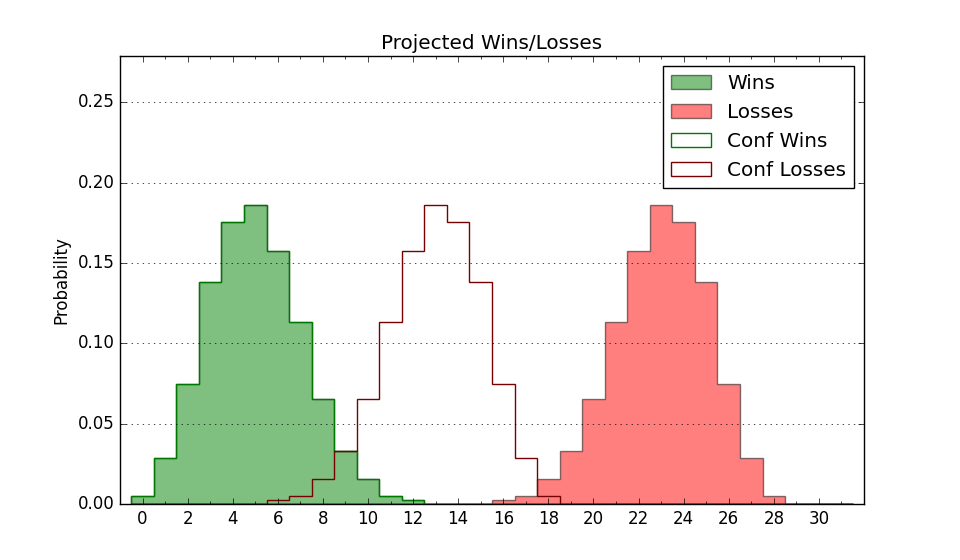 Projected Wins/Losses
Wins
Losses
Conf Wins
Conf Losses
Probability
0.25
0.20
0.15
0.10
0.05
0.00
0 2 4 6 8 10 12 14 16 18 20 22 24 26 28 30